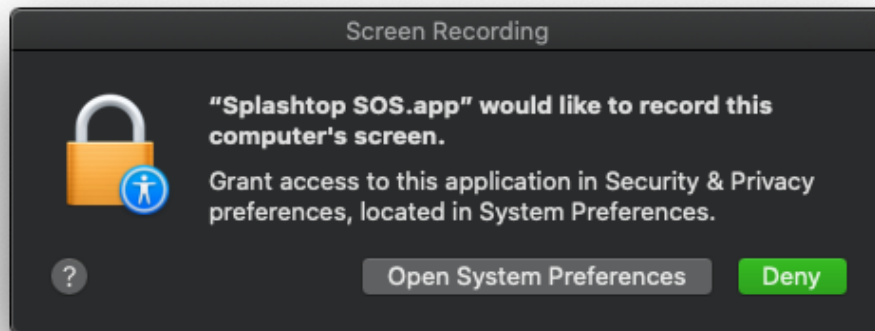 Screen Recording
“Splashtop SOS.app” would like to record this
computer's screen.
Grant access to this application in Security & Privacy
preferences, located in System Preferences.
?
Open System Preferences
Deny